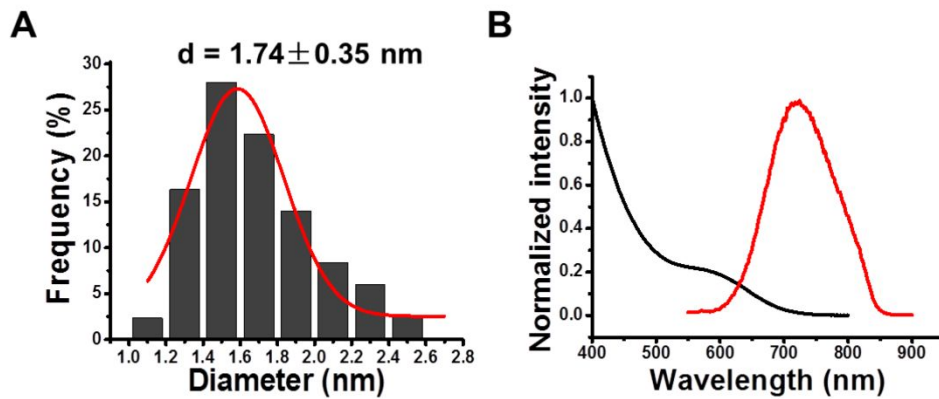 A
d = 1.74±0.35 nm
Frequency (%)
30
25
20
15
10
5
0
1.0 1.2 1.4 1.6 1.8 2.0 2.2 2.4 2.6 2.8
Diameter (nm)
B
Normalized intensity
1.0
0.8
0.6
0.4
0.2
0.0
400 500 600 700 800 900
Wavelength (nm)